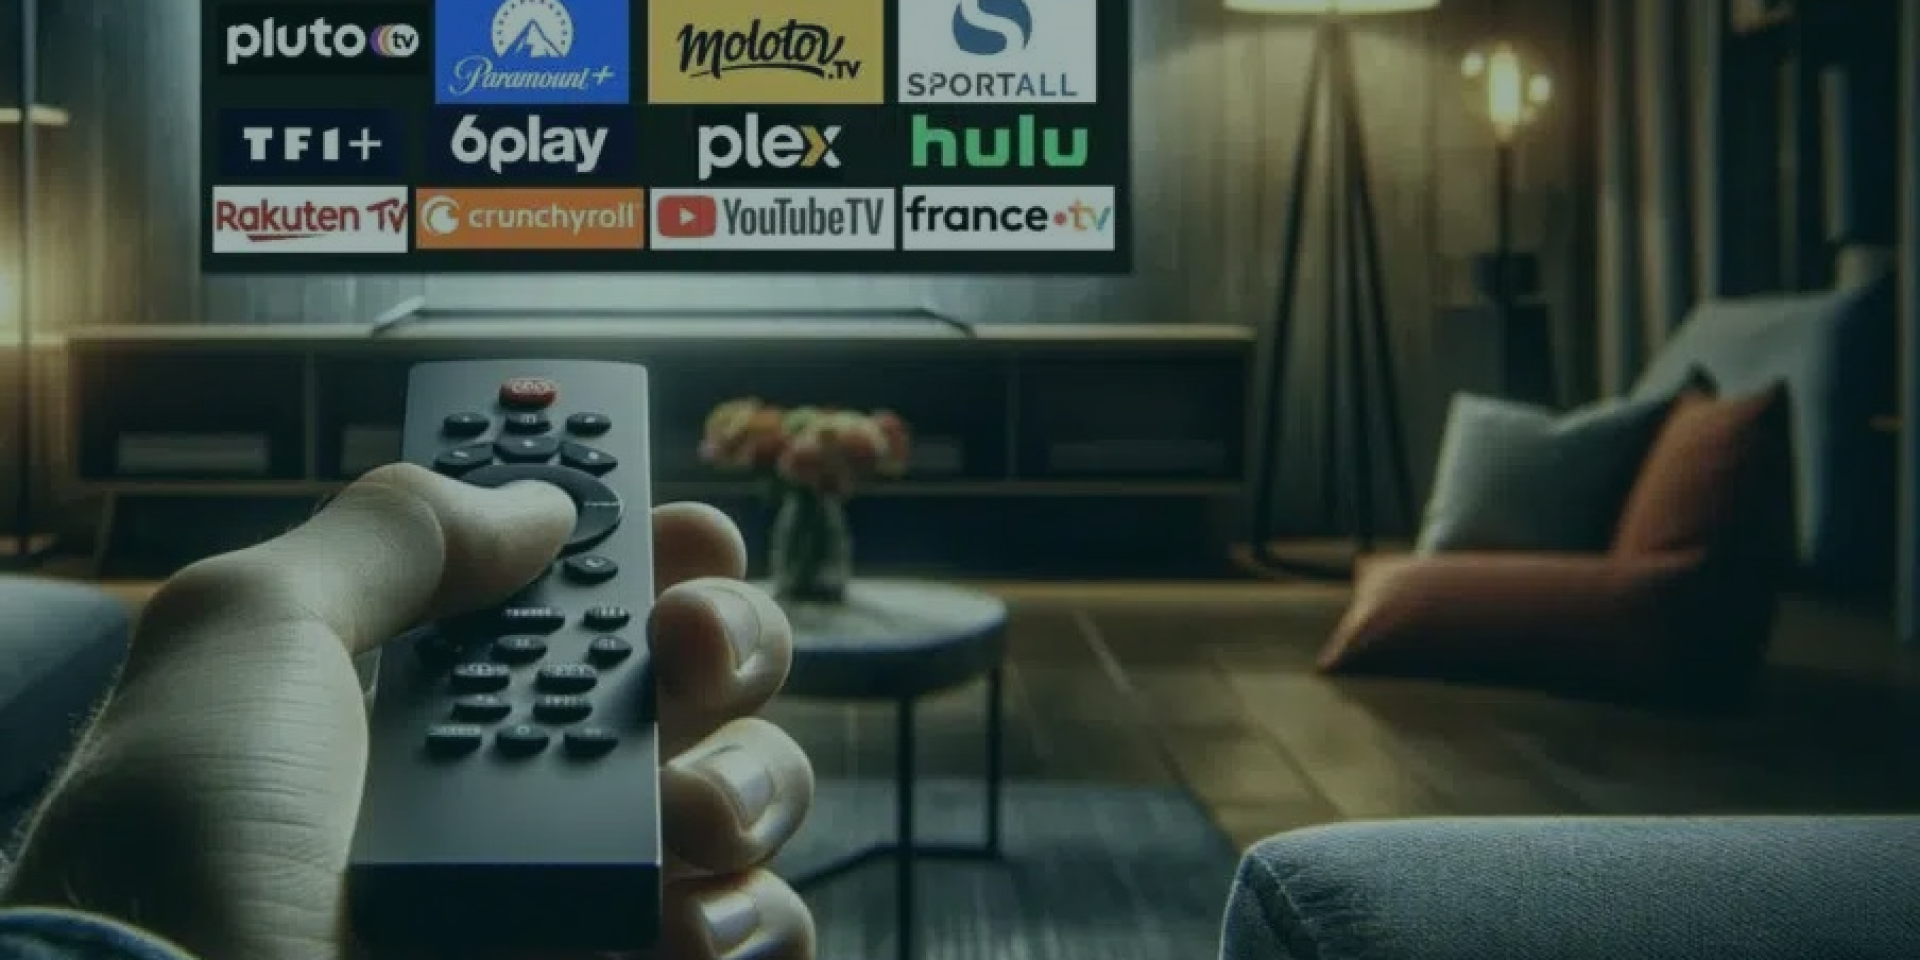 pluto tv
Paramount+
molotov.tv
SPORTALL
TF1+
6play
plex
hulu
Rakuten TV
crunchyroll
YouTubeTV
france•tv